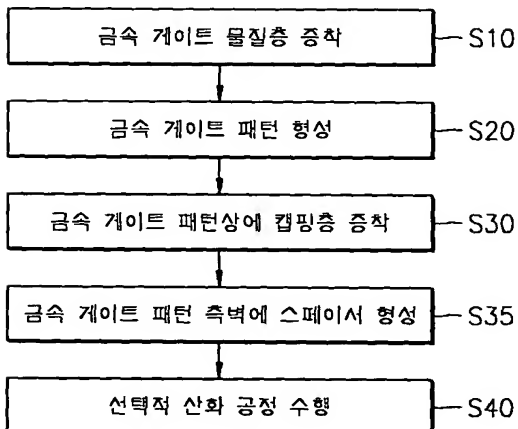 금속 게이트 물질층 증착
S10
금속 게이트 패턴 형성
S20
금속 게이트 패턴상에 캡핑층 증착
S30
금속 게이트 패턴 측벽에 스페이서 형성
S35
선택적 산화 공정 수행
S40